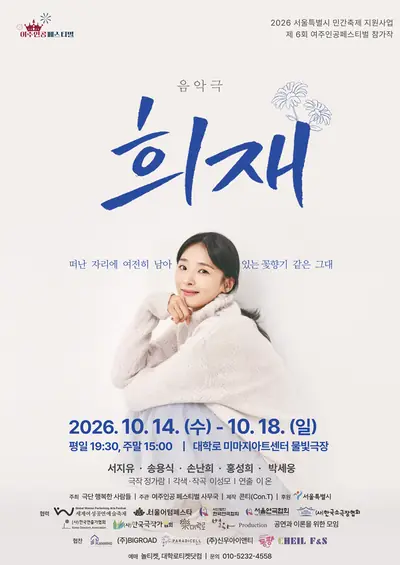 여주인공페스티벌
2026 서울특별시 민간축제 지원사업
제 6회 여주인공페스티벌 참가작
음악극
희재
떠난 자리에 여전히 남아 있는 꽃향기 같은 그대
2026. 10. 14. (수) - 10. 18. (일)
평일 19:30, 주말 15:00 | 대학로 미마지아트센터 물빛극장
서지유 · 송용식 · 손난희 · 홍성희 · 박세웅
극작 정가람 | 각색·작곡 이성모 | 연출 이 온
주최 극단 행복한 사람들 | 주관 여주인공 페스티벌 사무국 | 제작 콘티(Con.T) | 후원 서울특별시
협력 세계여성공연예술축제 서울어텀페스타 한국연극협회 서울연극협회 (사)한국소극장협회
(사)한국연출가협회 한국극작가협회 Production 공연과 이론을 위한 모임
협찬 (주)BIGROAD PARADICELL (주)신우아이엔티 CHEIL F&S
예매 놀티켓, 대학로티켓닷컴 | 문의 010-5232-4558